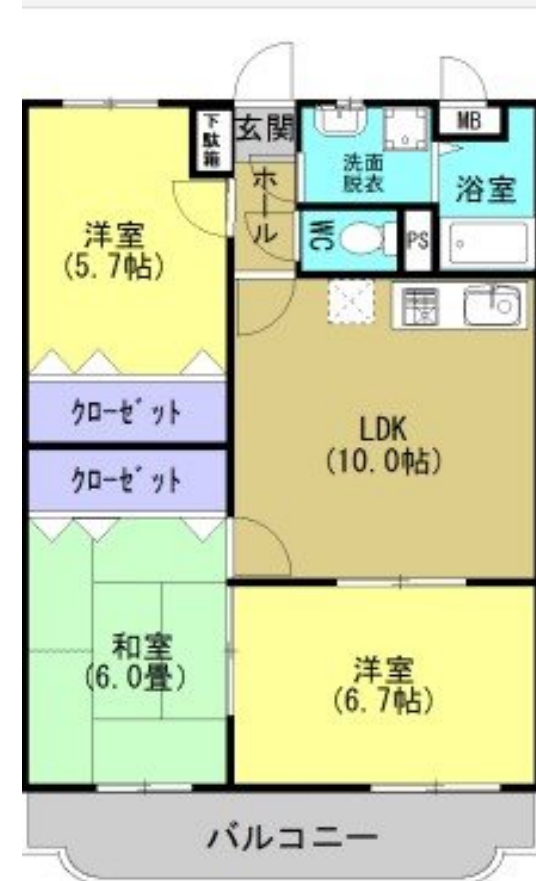 下駄箱
玄関
MB
洗面
脱衣
浴室
ホール
WC
PS
洋室
(5.7帖)
クローゼット
LDK
(10.0帖)
クローゼット
和室
(6.0畳)
洋室
(6.7帖)
バルコニー